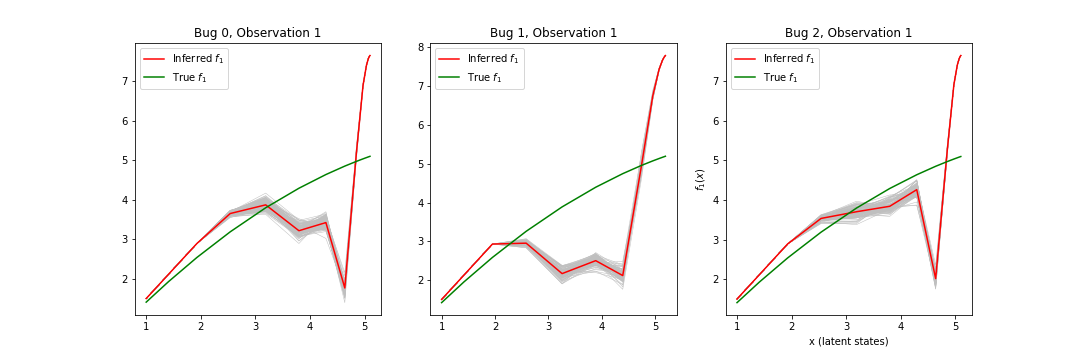 Bug 0, Observation 1
Inferred f₁
True f₁
7
6
5
4
3
2
1 2 3 4 5
Bug 1, Observation 1
Inferred f₁
True f₁
8
7
6
5
4
3
2
1 2 3 4 5
Bug 2, Observation 1
Inferred f₁
True f₁
f₁(x)
7
6
5
4
3
2
1 2 3 4 5
x (latent states)